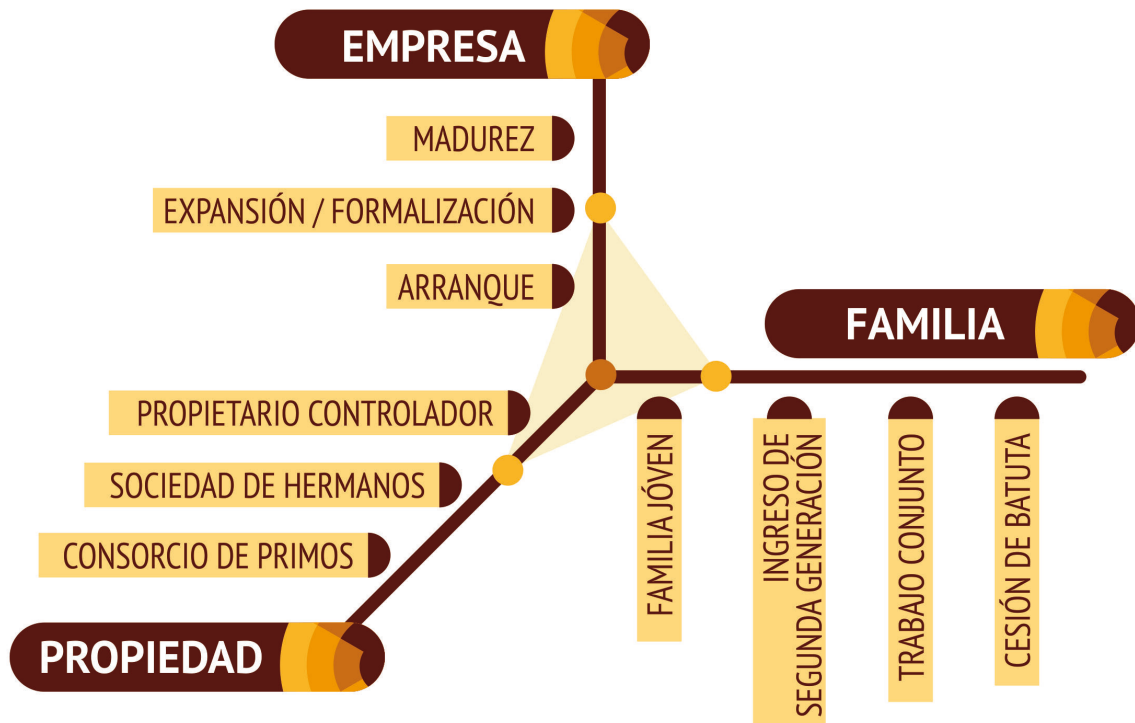 EMPRESA
MADUREZ
EXPANSIÓN / FORMALIZACIÓN
ARRANQUE
FAMILIA
PROPIETARIO CONTROLADOR
SOCIEDAD DE HERMANOS
CONSORCIO DE PRIMOS
PROPIEDAD
FAMILIA JÓVEN
INGRESO DE
SEGUNDA GENERACIÓN
TRABAJO CONJUNTO
CESIÓN DE BATUTA